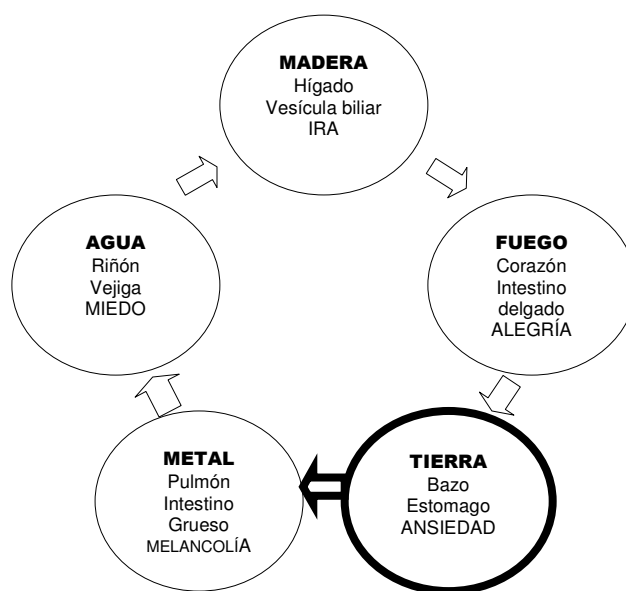 MADERA
Hígado
Vesícula biliar
IRA
AGUA
Riñón
Vejiga
MIEDO
FUEGO
Corazón
Intestino
delgado
ALEGRÍA
METAL
Pulmón
Intestino
Grueso
MELANCOLÍA
TIERRA
Bazo
Estomago
ANSIEDAD